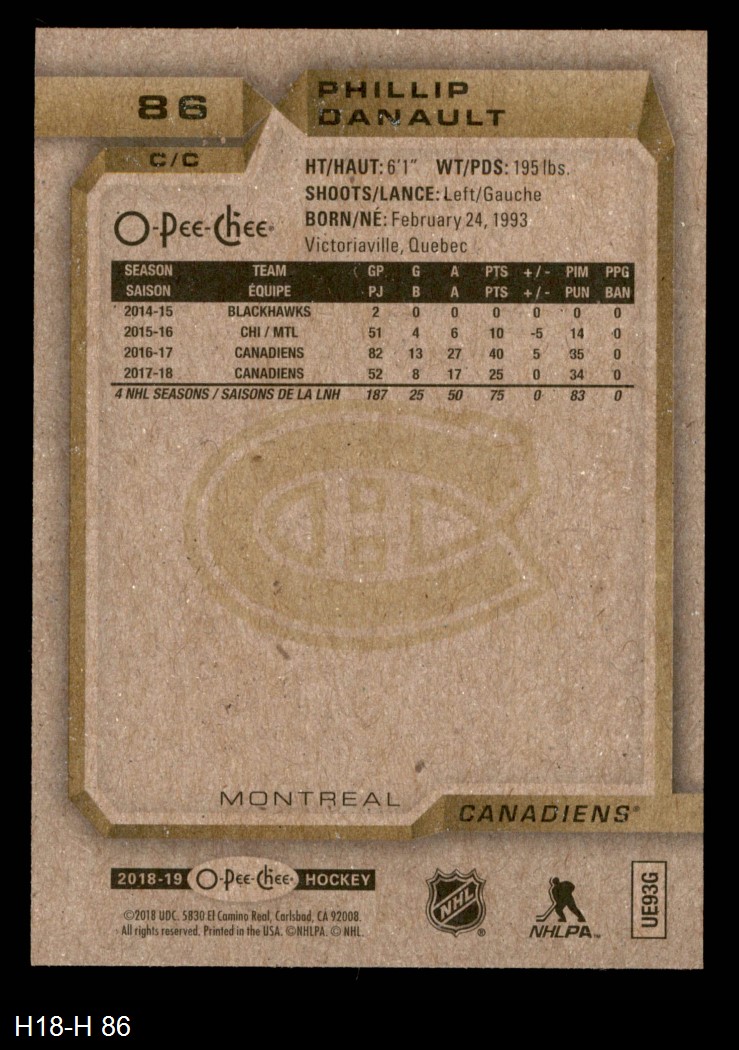 86
PHILLIP
DANAULT
C/C
HT/HAUT: 6'1" WT/PDS: 195 lbs.
SHOOTS/LANCE: Left/Gauche
BORN/NÉ: February 24, 1993
Victoriaville, Quebec
O-Pee-Chee
SEASON TEAM GP G A PTS +/- PIM PPG
SAISON ÉQUIPE PJ B A PTS +/- PUN BAN
2014-15 BLACKHAWKS 2 0 0 0 0 0 0
2015-16 CHI / MTL 51 4 6 10 -5 14 0
2016-17 CANADIENS 82 13 27 40 5 35 0
2017-18 CANADIENS 52 8 17 25 0 34 0
4 NHL SEASONS / SAISONS DE LA LNH 187 25 50 75 0 83 0
MONTREAL
CANADIENS®
2018-19 O-Pee-Chee HOCKEY
©2018 UDC. 5830 El Camino Real, Carlsbad, CA 92008.
All rights reserved. Printed in the USA. ©NHLPA. © NHL.
NHL®
NHLPA™
UE93G
H18-H 86